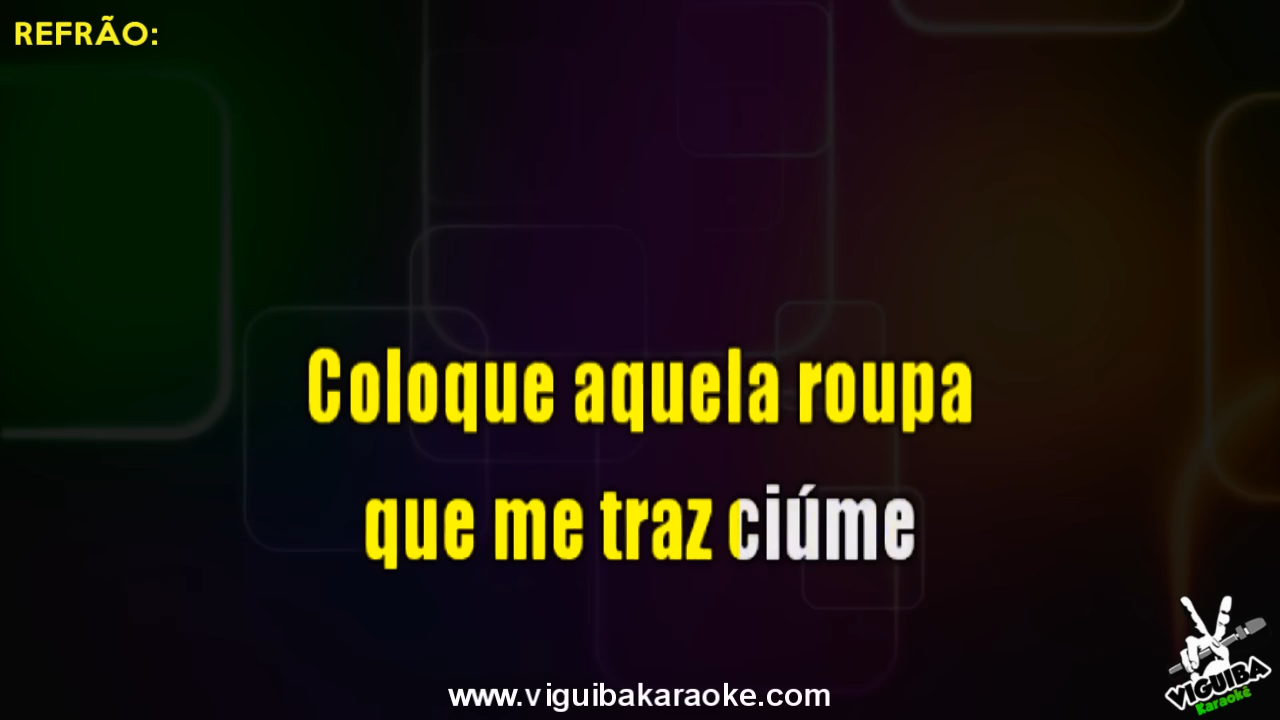 REFRÃO:
Coloque aquela roupa
que me traz ciúme
VIGUIBA
Karaokê
www.viguibakaraoke.com